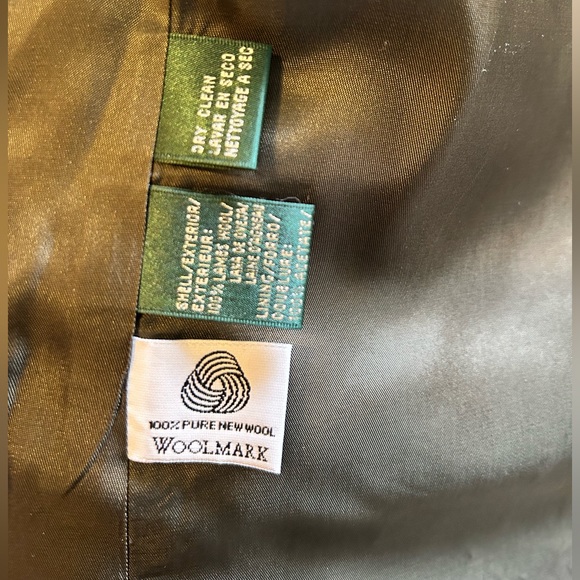 DRY CLEAN
LAVAR EN SECO
NETTOYAGE A SEC
SHELL/EXTERIOR/
EXTERIEUR:
100% LAMBS WOOL/
LANA DE OVEJA/
LAINE D'AGNEAU
LINING/FORRO/
DOUBLURE:
100% ACETATE/
100% PURE NEW WOOL
WOOLMARK